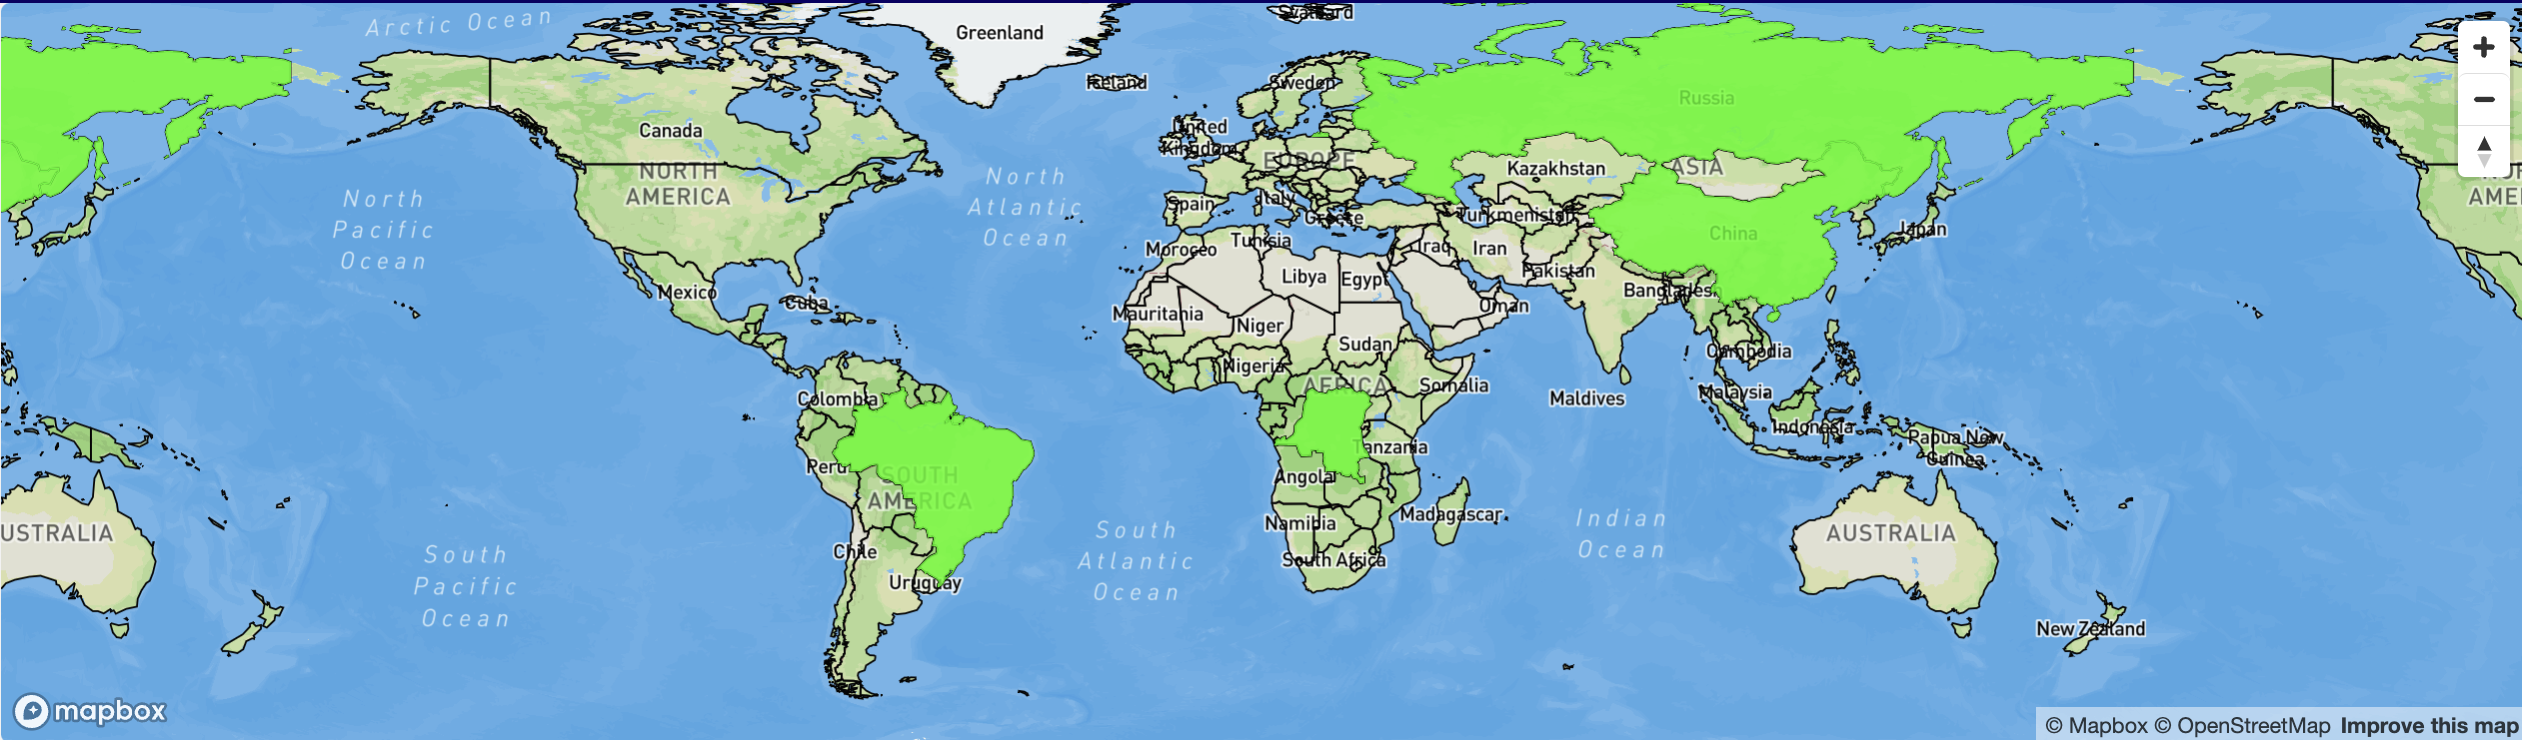 Arctic Ocean
Greenland
Svalbard
Iceland
Sweden
Russia
Canada
United
Kingdom
EUROPE
Kazakhstan
ASIA
NORTH
AMERICA
North
Pacific
Ocean
North
Atlantic
Ocean
Spain
Italy
Greece
Turkmenistan
China
Japan
Morocco
Tunisia
Iraq
Iran
Libya
Egypt
Pakistan
Mexico
Cuba
Bangladesh
Oman
Mauritania
Niger
Sudan
Cambodia
Nigeria
AFRICA
Somalia
Maldives
Malaysia
Colombia
Indonesia
Papua New
Guinea
Tanzania
Peru
SOUTH
AMERICA
Angola
Madagascar
Namibia
South
Atlantic
Ocean
Indian
Ocean
USTRALIA
AUSTRALIA
South
Pacific
Ocean
Chile
South Africa
Uruguay
New Zealand
AMEI
mapbox
© Mapbox © OpenStreetMap Improve this map